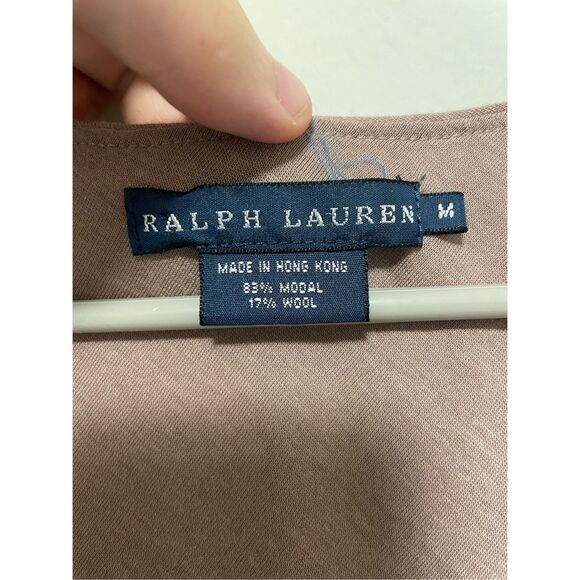 RALPH LAUREN M
MADE IN HONG KONG
83% MODAL
17% WOOL